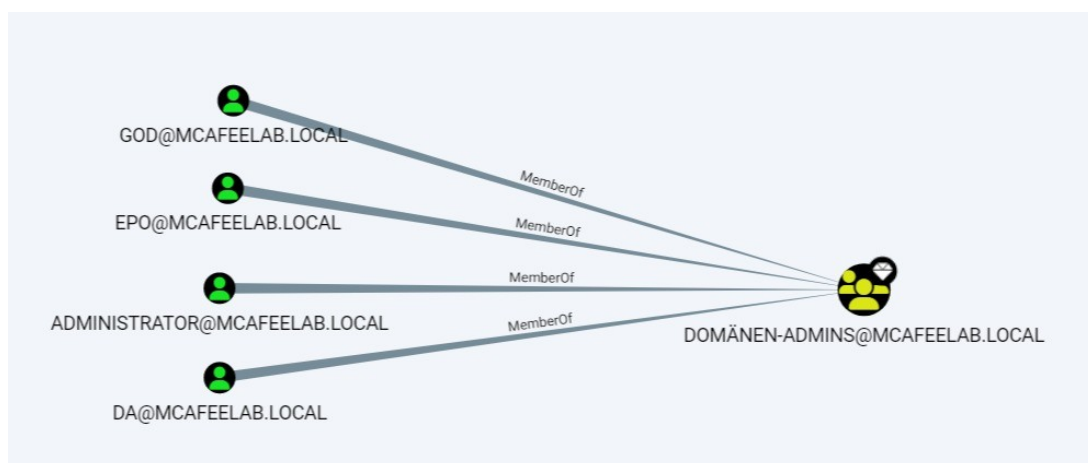 GOD@MCAFEELAB.LOCAL
MemberOf
EPO@MCAFEELAB.LOCAL
MemberOf
MemberOf
ADMINISTRATOR@MCAFEELAB.LOCAL
MemberOf
DOMÄNEN-ADMINS@MCAFEELAB.LOCAL
DA@MCAFEELAB.LOCAL